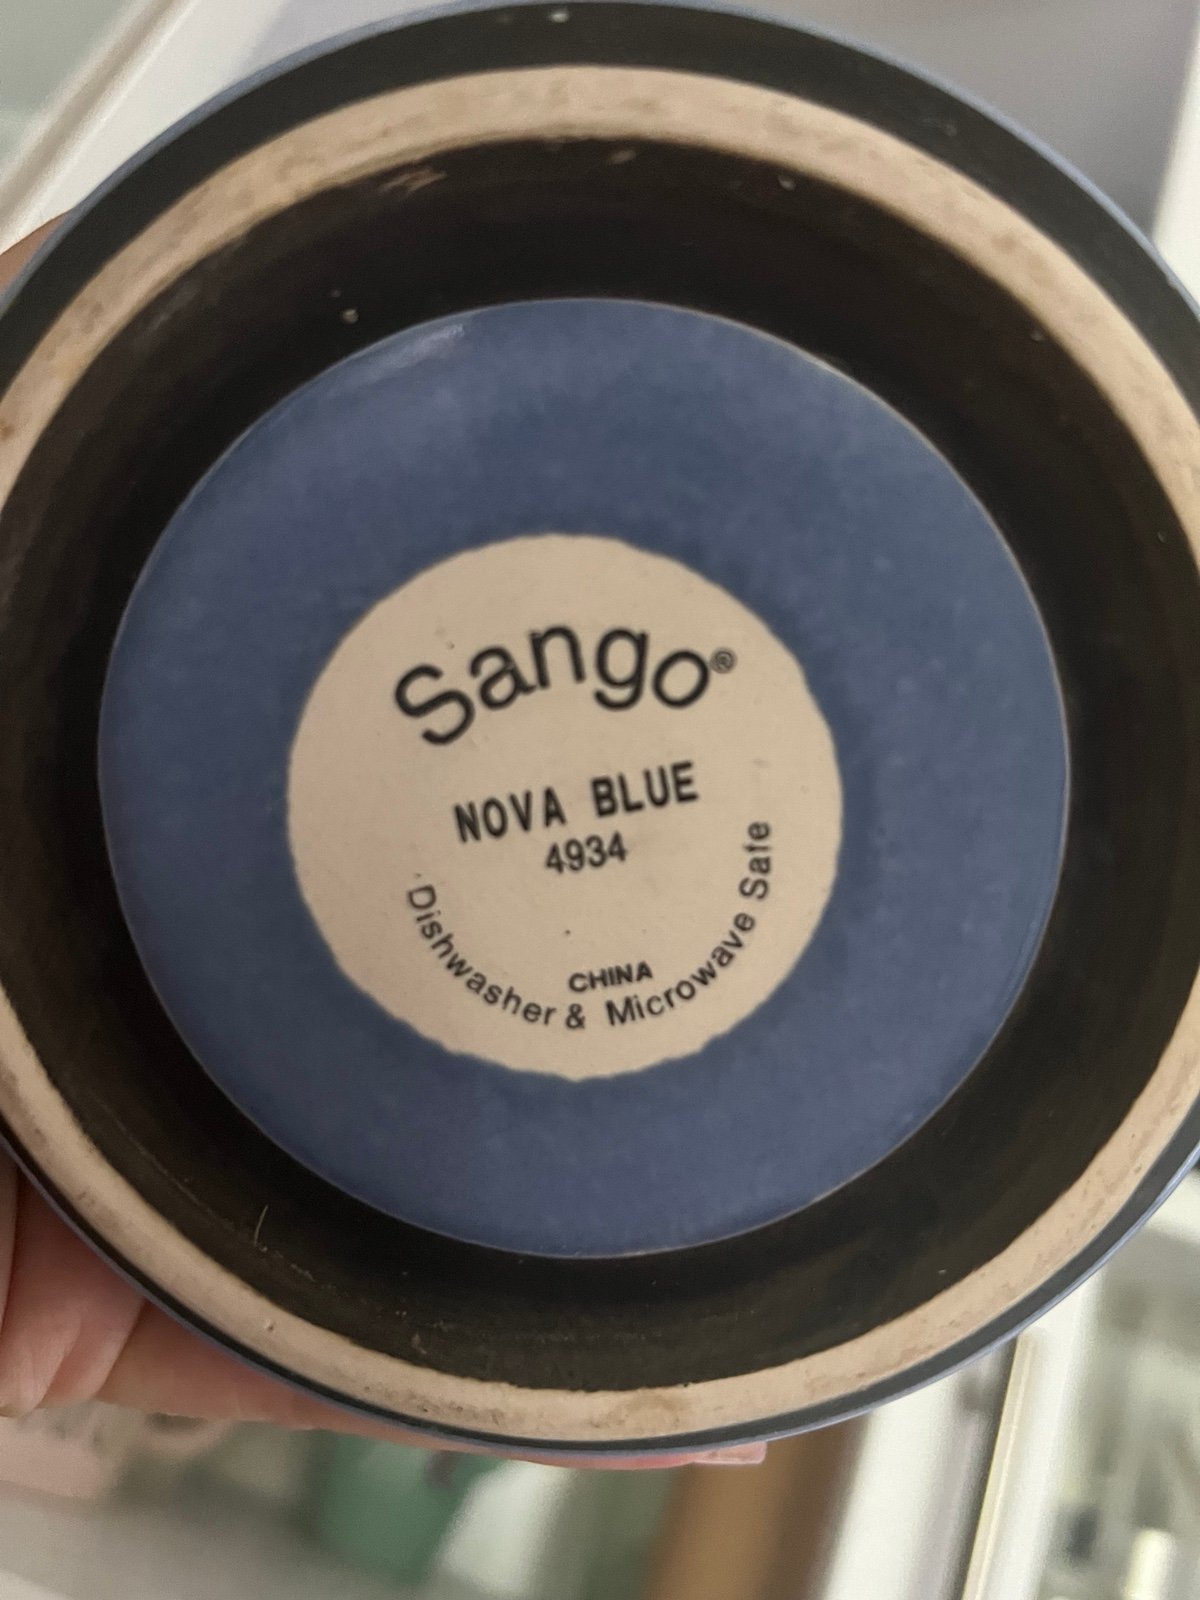 Sango®
NOVA BLUE
4934
CHINA
Dishwasher & Microwave Safe